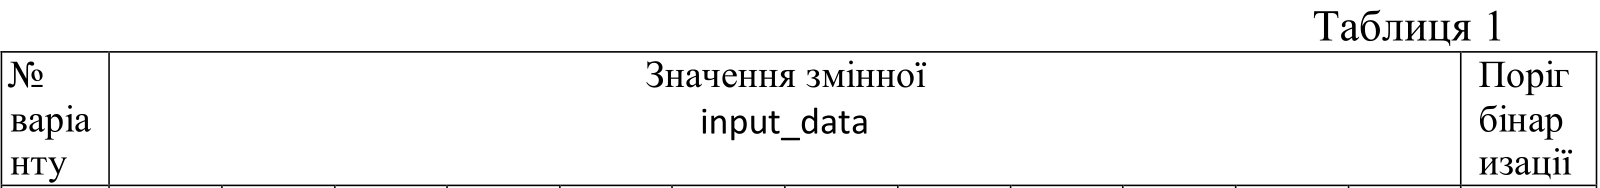 Таблиця 1
№
варіа
нту
Значення змінної
input_data
Поріг
бінар
изації